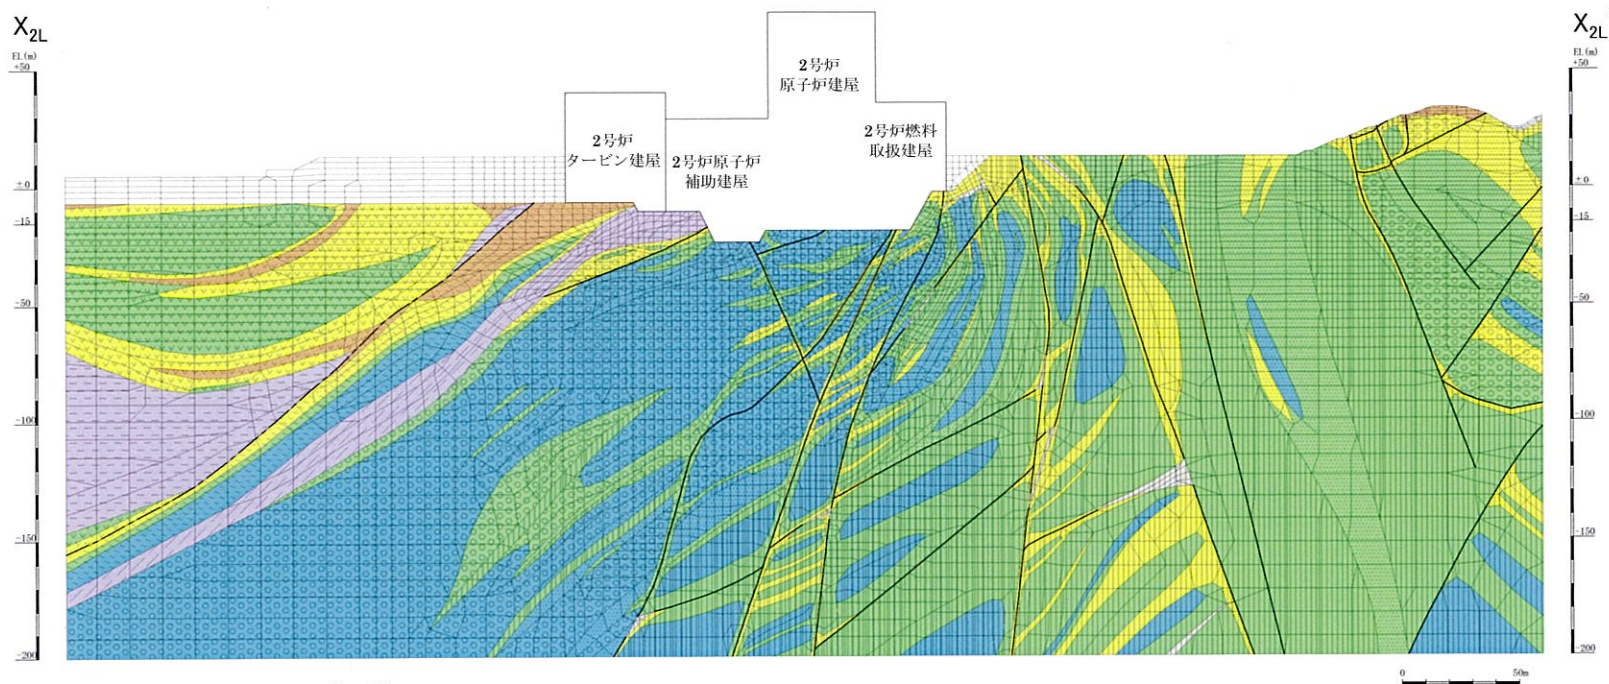 X2L
EL(m)
+50
±0
-15
-50
-100
-150
-200
2号炉
原子炉建屋
2号炉
タービン建屋
2号炉原子炉
補助建屋
2号炉燃料
取扱建屋
X2L
EL(m)
+50
±0
-15
-50
-100
-150
-200
0 50m